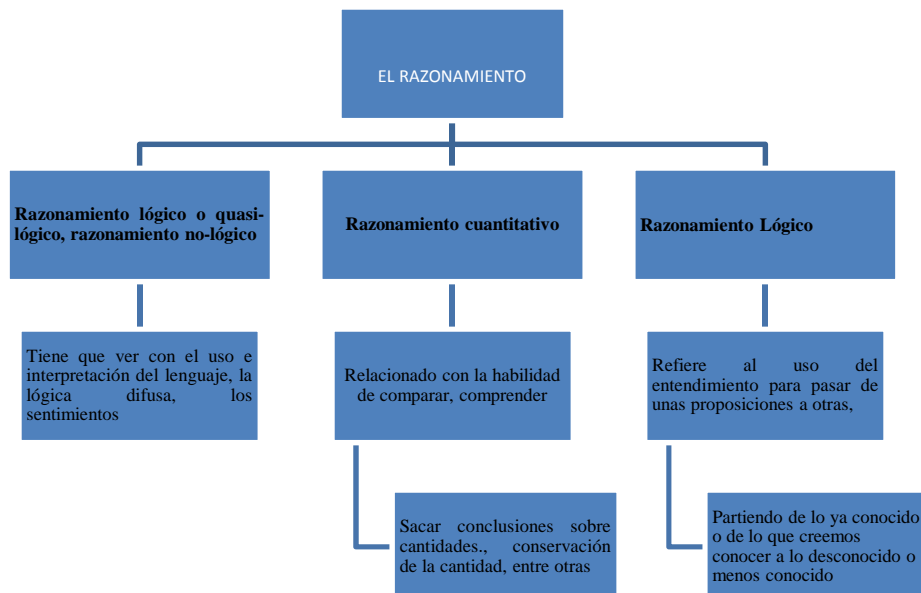 EL RAZONAMIENTO
Razonamiento lógico o quasi-
lógico, razonamiento no-lógico
Razonamiento cuantitativo
Razonamiento Lógico
Tiene que ver con el uso e
interpretación del lenguaje, la
lógica difusa, los
sentimientos
Relacionado con la habilidad
de comparar, comprender
Refiere al uso del
entendimiento para pasar de
unas proposiciones a otras,
Sacar conclusiones sobre
cantidades., conservación
de la cantidad, entre otras
Partiendo de lo ya conocido
o de lo que creemos
conocer a lo desconocido o
menos conocido